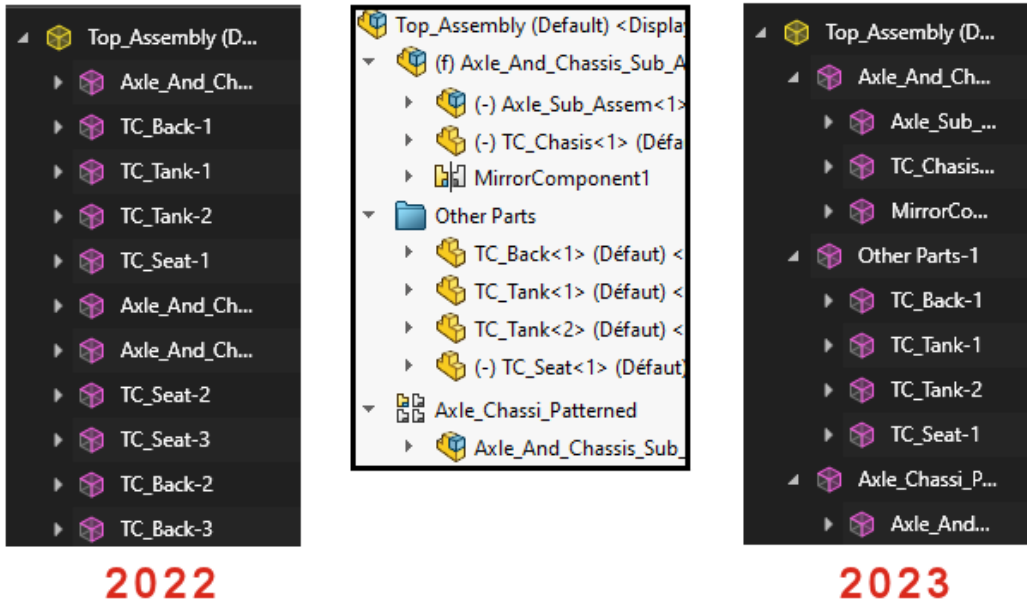 Top_Assembly (D...
Axle_And_Ch...
TC_Back-1
TC_Tank-1
TC_Tank-2
TC_Seat-1
Axle_And_Ch...
Axle_And_Ch...
TC_Seat-2
TC_Seat-3
TC_Back-2
TC_Back-3
2022
Top_Assembly (Default) <Display
(f) Axle_And_Chassis_Sub_A
(-) Axle_Sub_Assem<1>
(-) TC_Chasis<1> (Défa
MirrorComponent1
Other Parts
TC_Back<1> (Défaut) <
TC_Tank<1> (Défaut) <
TC_Tank<2> (Défaut) <
(-) TC_Seat<1> (Défaut)
Axle_Chassi_Patterned
Axle_And_Chassis_Sub_
Top_Assembly (D...
Axle_And_Ch...
Axle_Sub_...
TC_Chasis...
MirrorCo...
Other Parts-1
TC_Back-1
TC_Tank-1
TC_Tank-2
TC_Seat-1
Axle_Chassi_P...
Axle_And...
2023